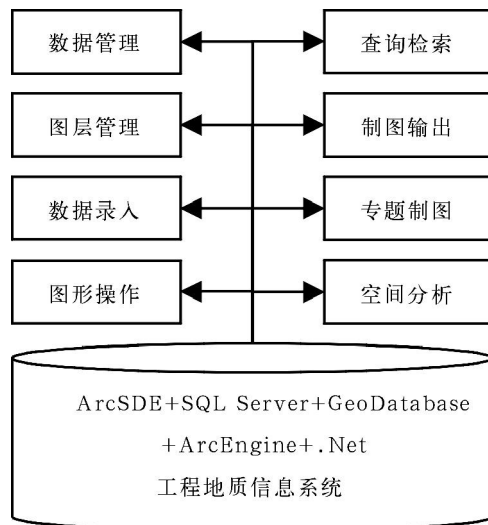 数据管理
查询检索
图层管理
制图输出
数据录入
专题制图
图形操作
空间分析
ArcSDE+SQL Server+GeoDatabase
+ArcEngine+.Net
工程地质信息系统